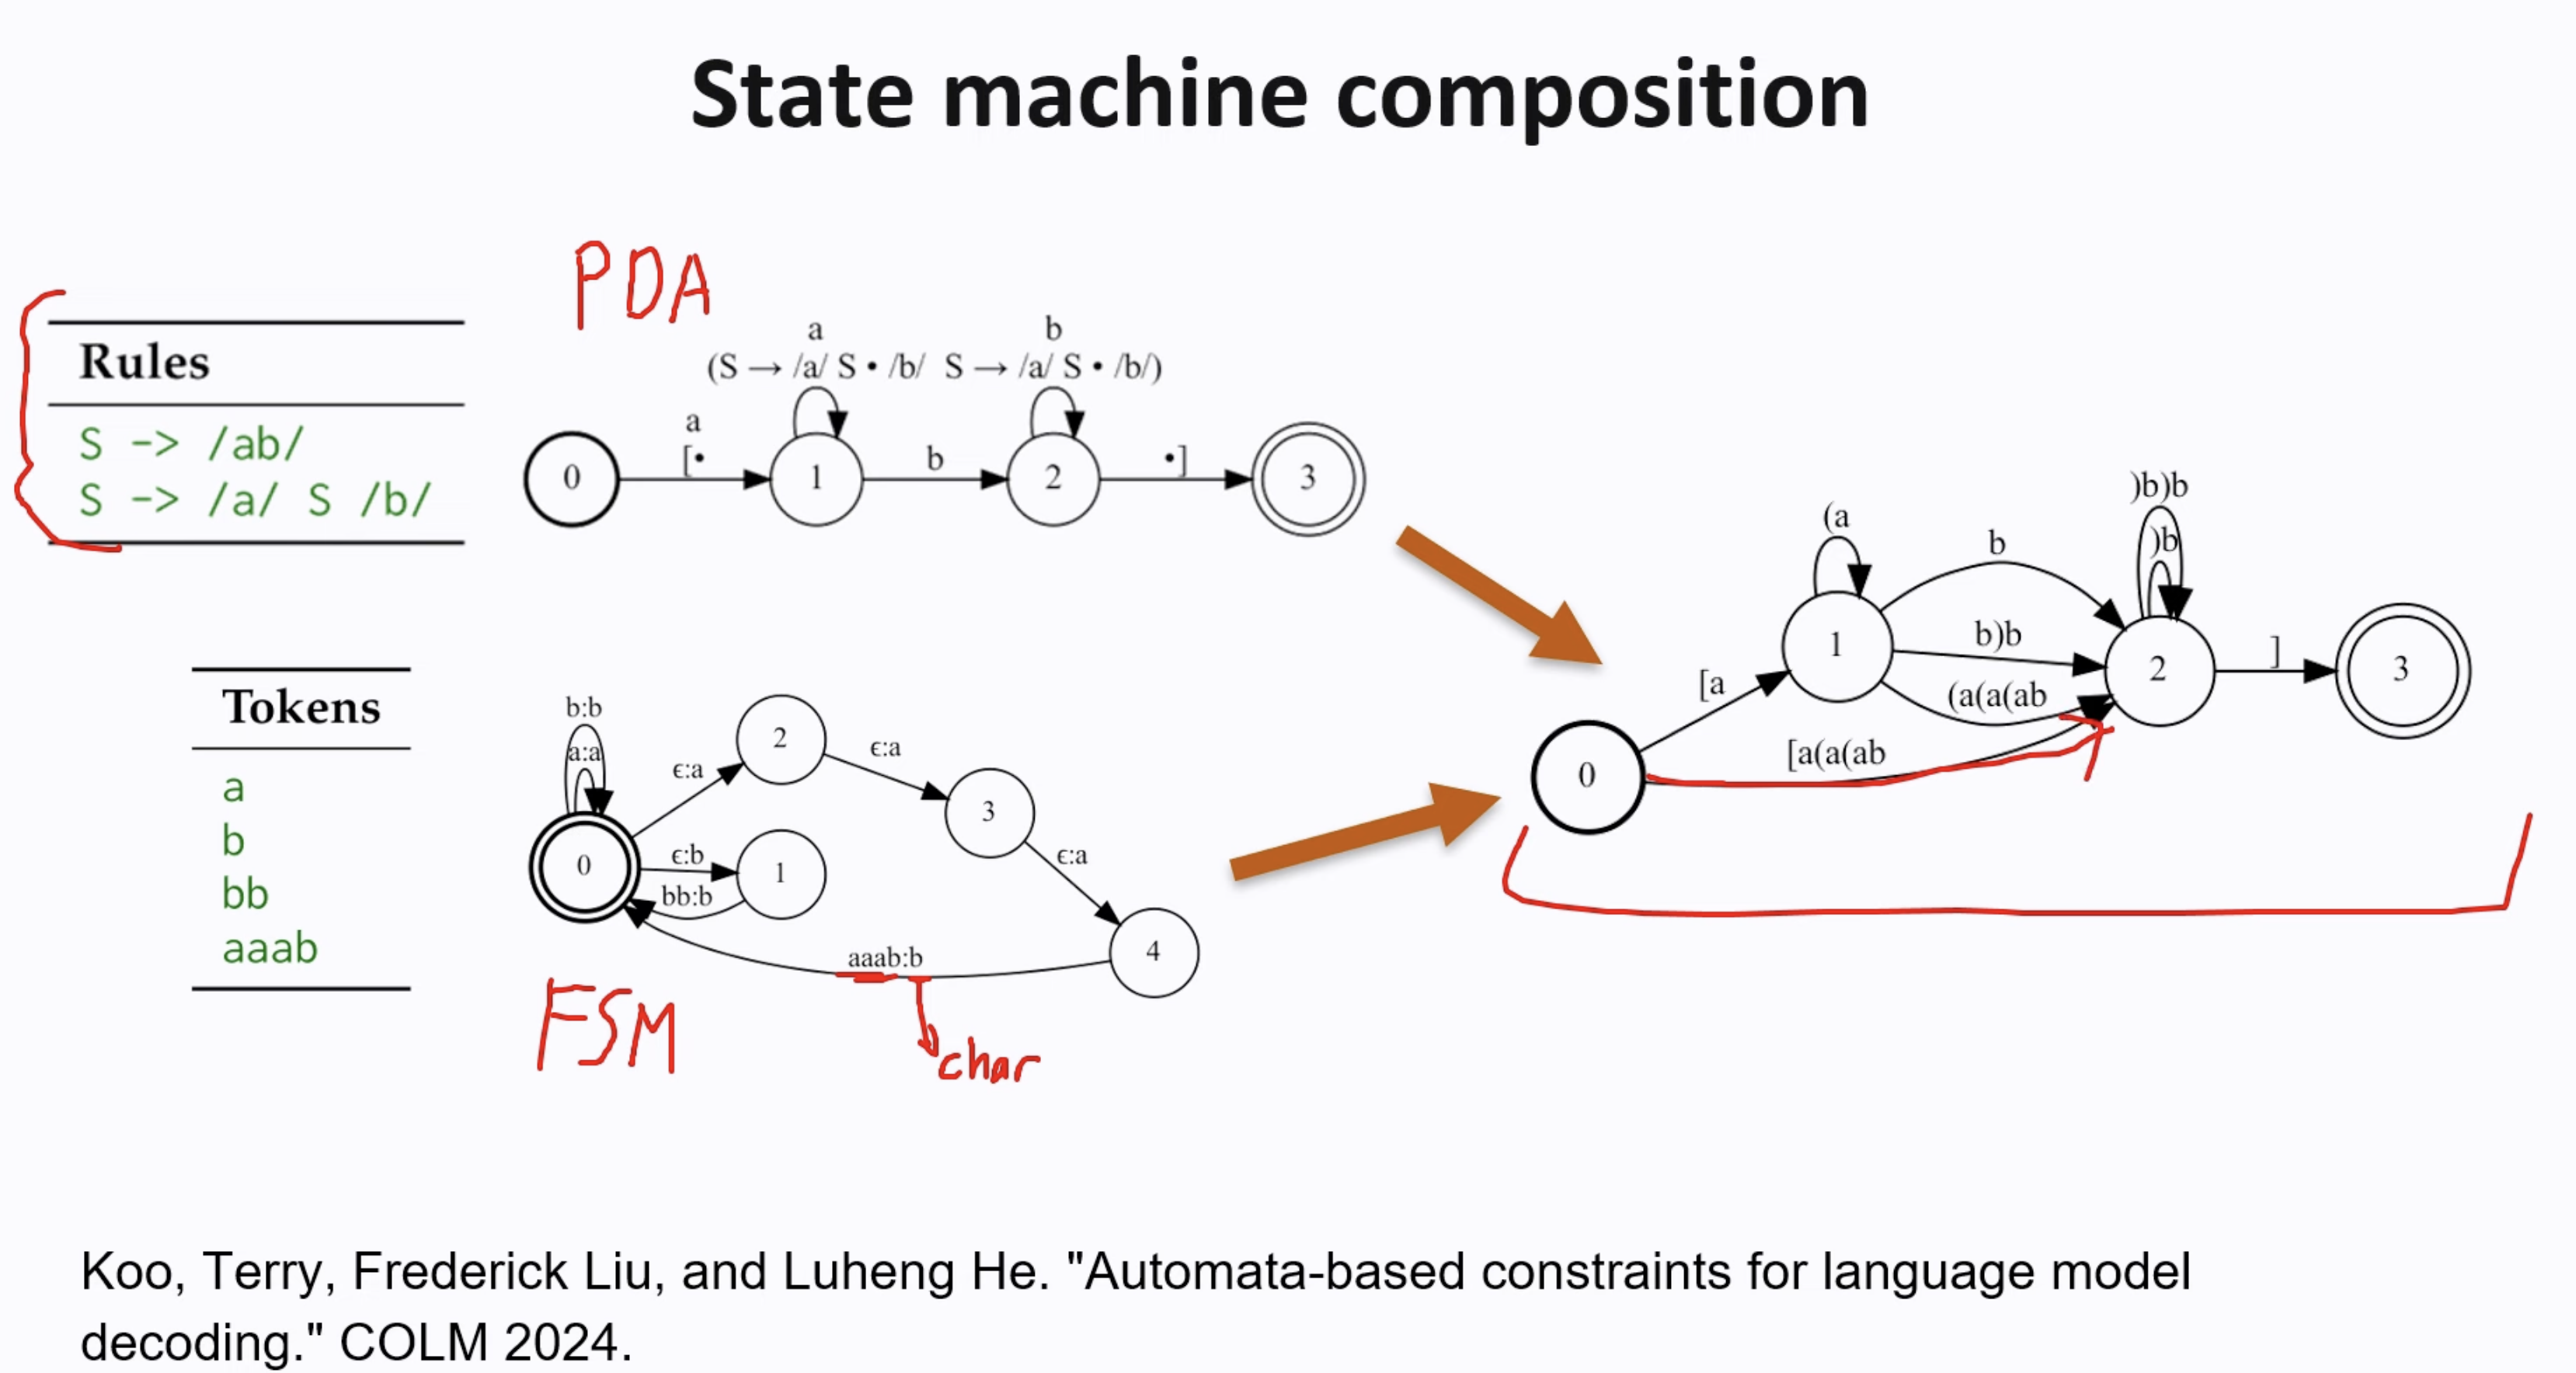 State machine composition
PDA
Rules
S -> /ab/
S -> /a/ S /b/
a
(S → /a/ S • /b/
b
S → /a/ S • /b/)
0
a
[•
1
b
2
•]
3
Tokens
a
b
bb
aaab
b:b
a:a
0
ϵ:a
2
ϵ:a
3
ϵ:a
4
ϵ:b
1
bb:b
aaab:b
FSM
char
0
[a
1
(a
b
b)b
(a(a(ab
[a(a(ab
)b)b
)b
2
]
3
Koo, Terry, Frederick Liu, and Luheng He. "Automata-based constraints for language model
decoding." COLM 2024.